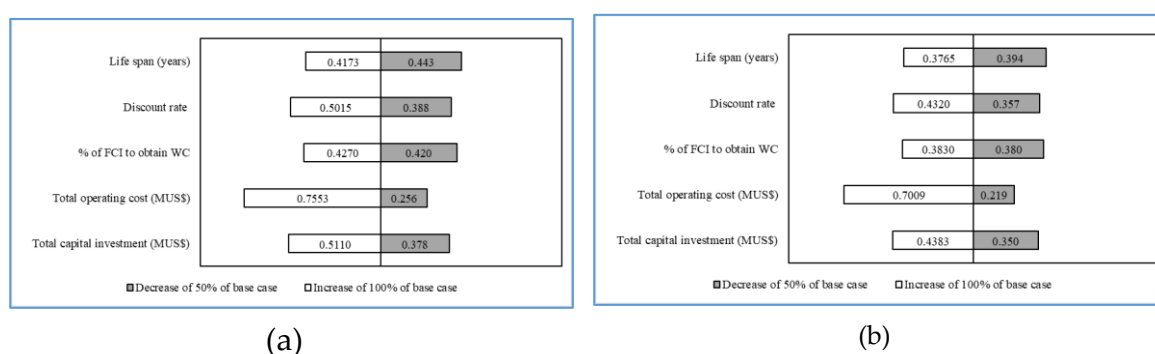 Life span (years)
0.4173
0.443
Discount rate
0.5015
0.388
% of FCI to obtain WC
0.4270
0.420
Total operating cost (MUS$)
0.7553
0.256
Total capital investment (MUS$)
0.5110
0.378
Decrease of 50% of base case
Increase of 100% of base case
(a)
Life span (years)
0.3765
0.394
Discount rate
0.4320
0.357
% of FCI to obtain WC
0.3830
0.380
Total operating cost (MUS$)
0.7009
0.219
Total capital investment (MUS$)
0.4383
0.350
Decrease of 50% of base case
Increase of 100% of base case
(b)